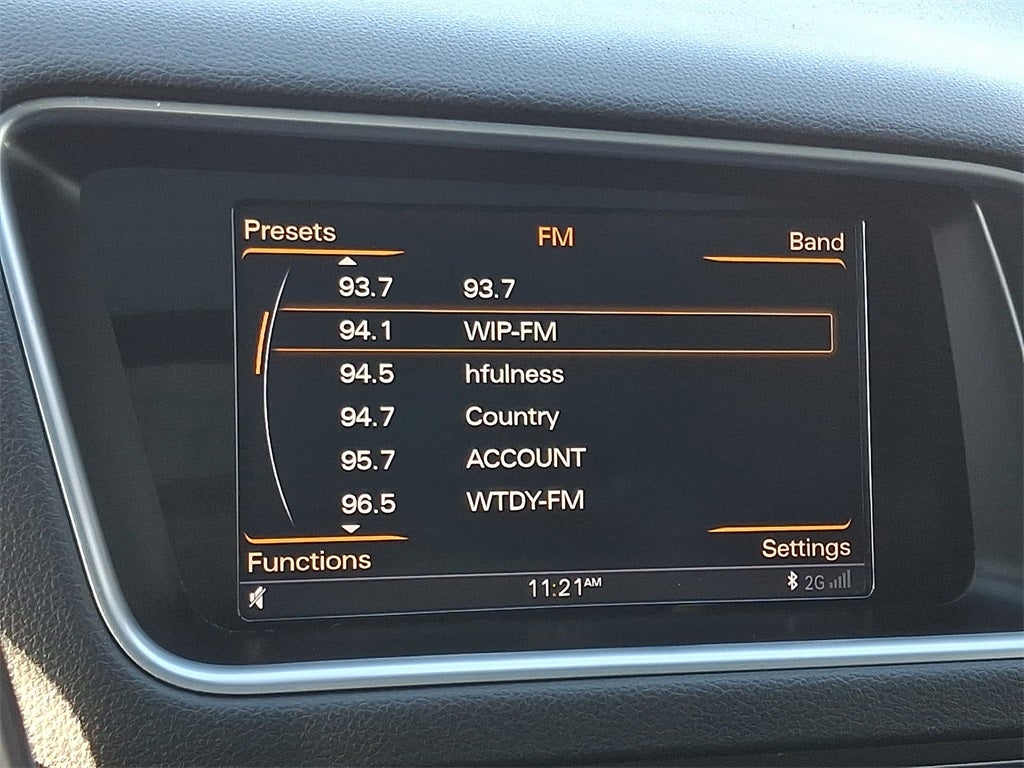 Presets FM Band
93.7 93.7
94.1 WIP-FM
94.5 hfulness
94.7 Country
95.7 ACCOUNT
96.5 WTDY-FM
Functions Settings
11:21AM 2G